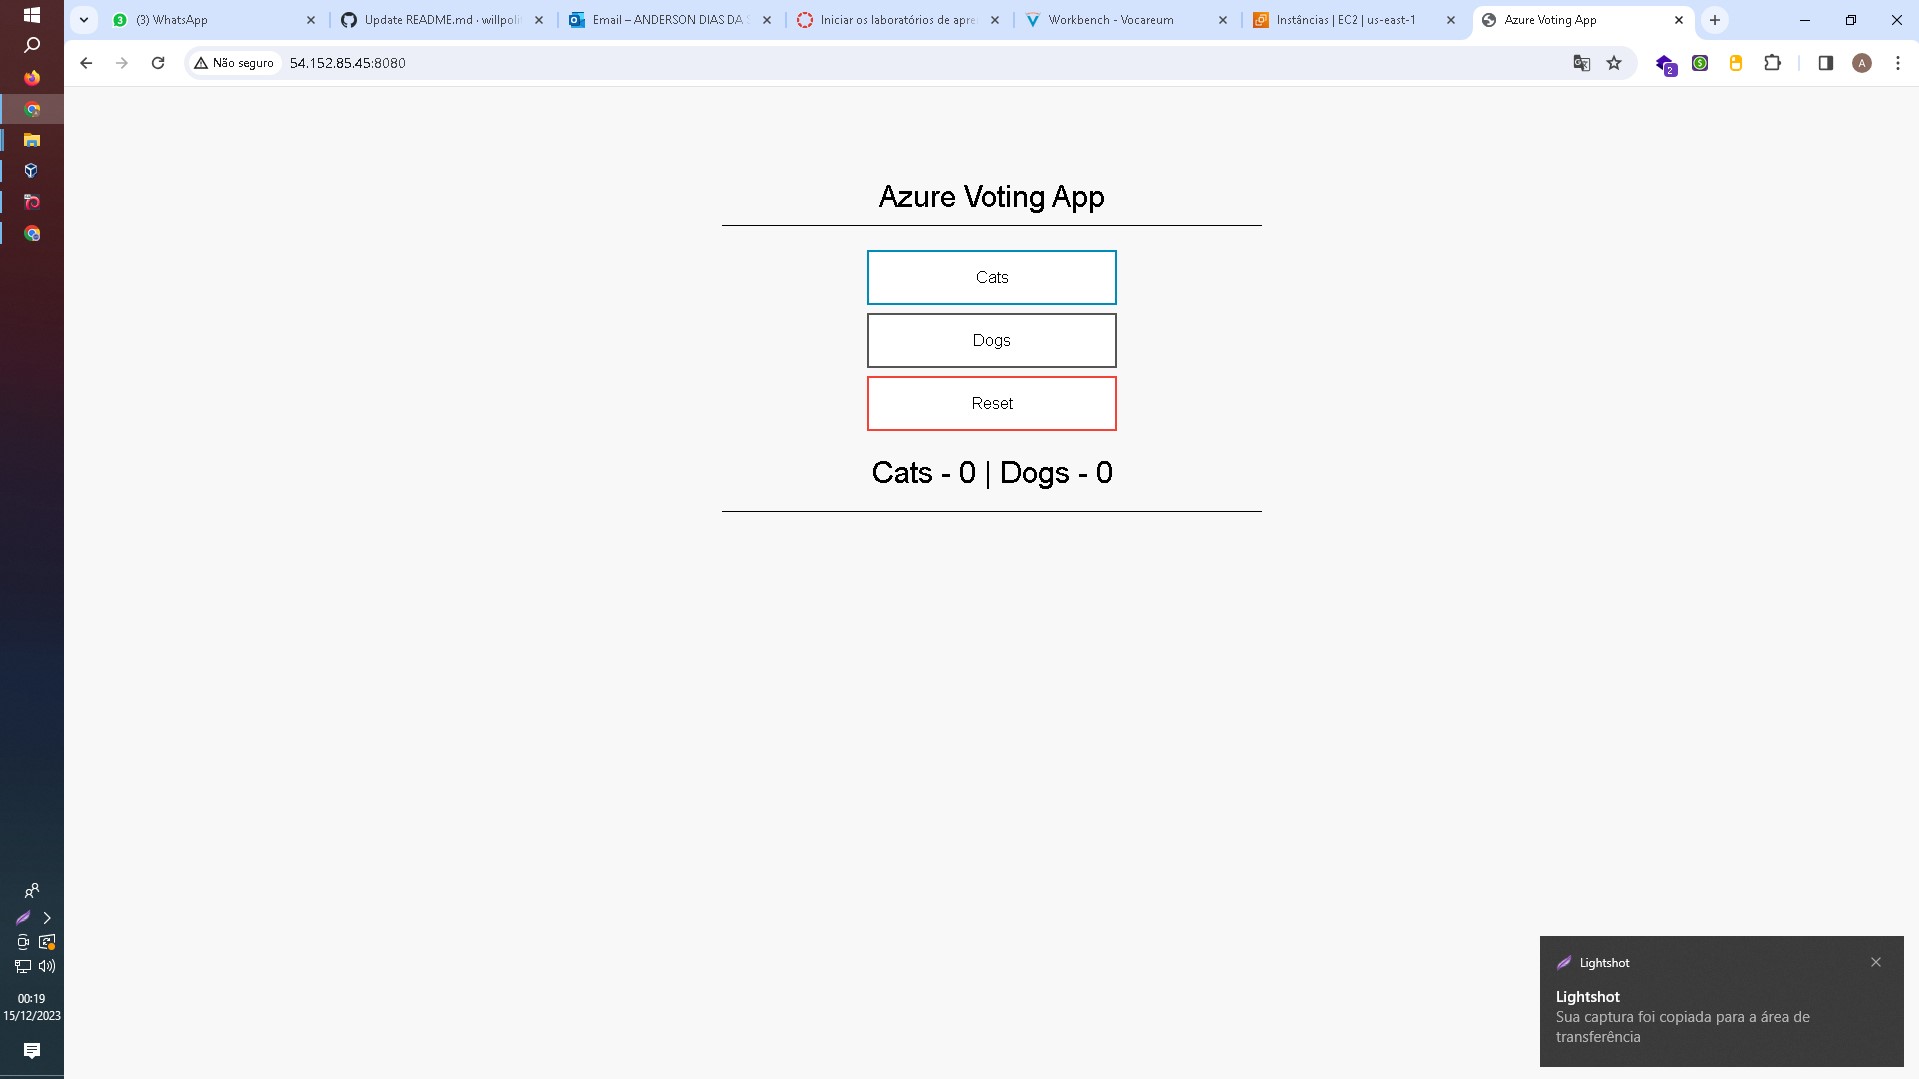 (3) WhatsApp
Update README.md · willpoli
Email – ANDERSON DIAS DA S
Iniciar os laboratórios de apre
Workbench - Vocareum
Instâncias | EC2 | us-east-1
Azure Voting App
Não seguro
54.152.85.45:8080
2
A
Azure Voting App
Cats
Dogs
Reset
Cats - 0 | Dogs - 0
00:19
15/12/2023
Lightshot
Lightshot
Sua captura foi copiada para a área de
transferência